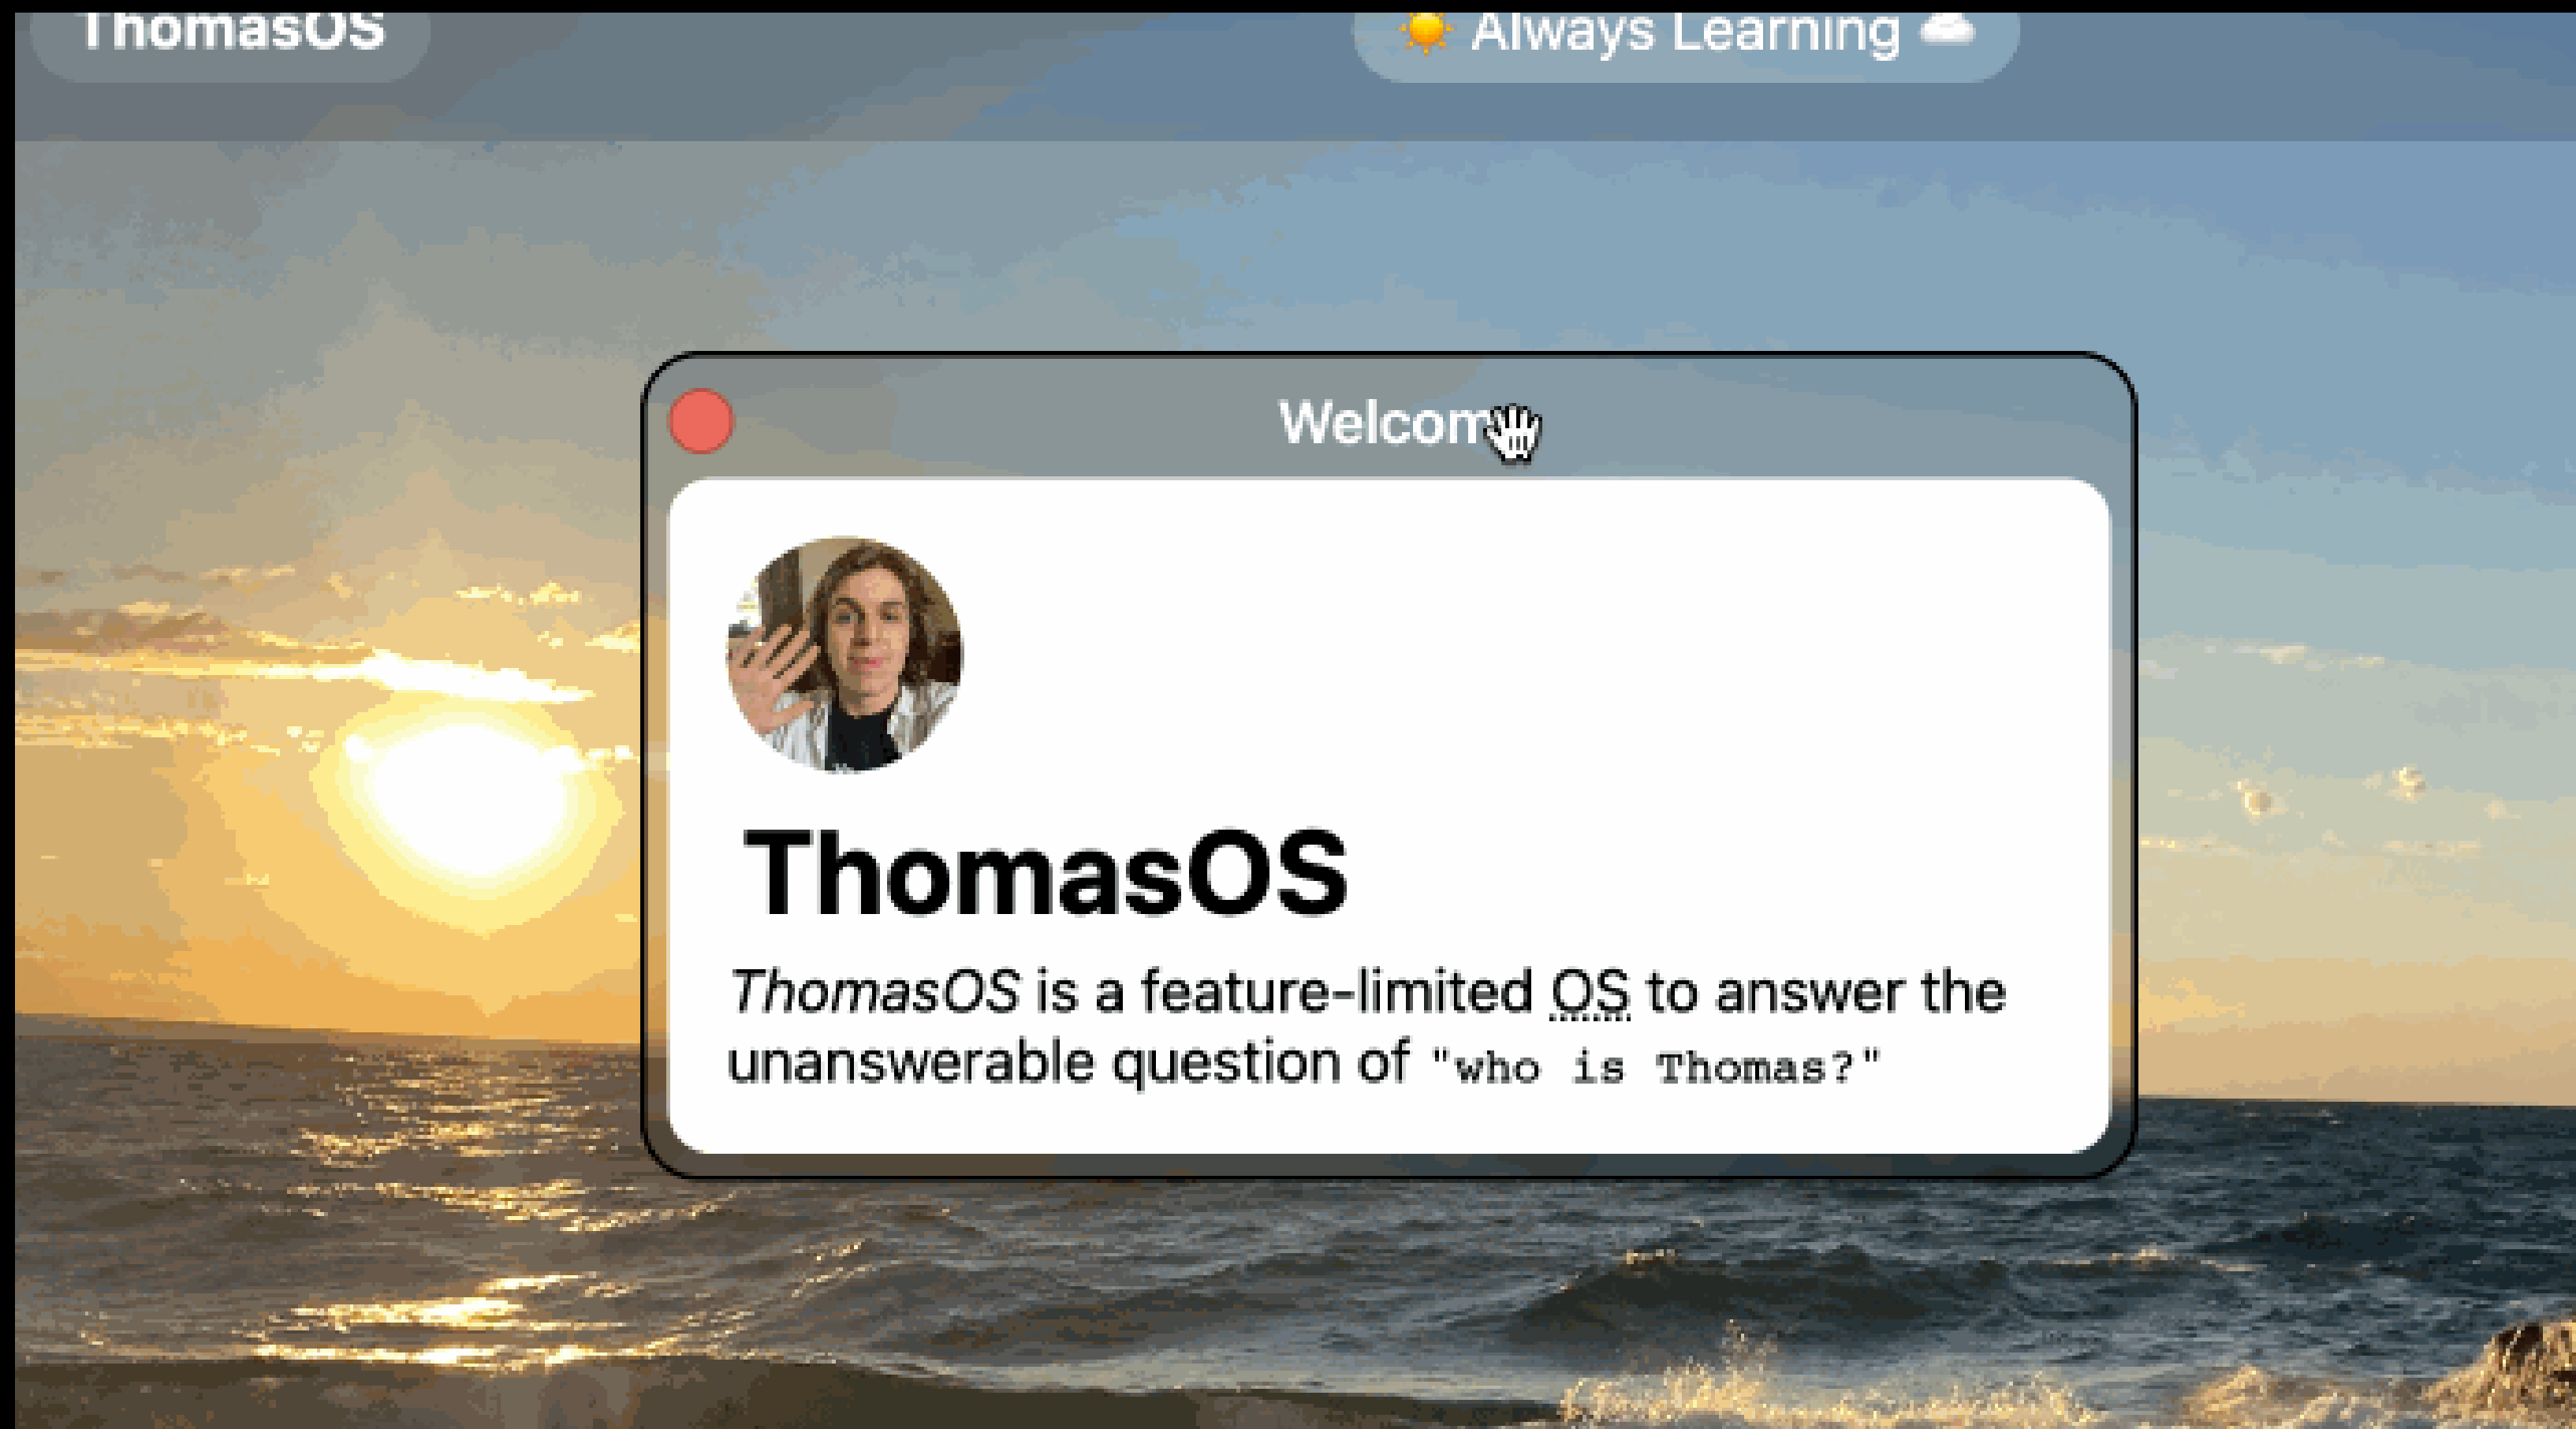 ThomasOS
☀️ Always Learning ☁️
Welcom
ThomasOS
ThomasOS is a feature-limited OS to answer the
unanswerable question of "who is Thomas?"